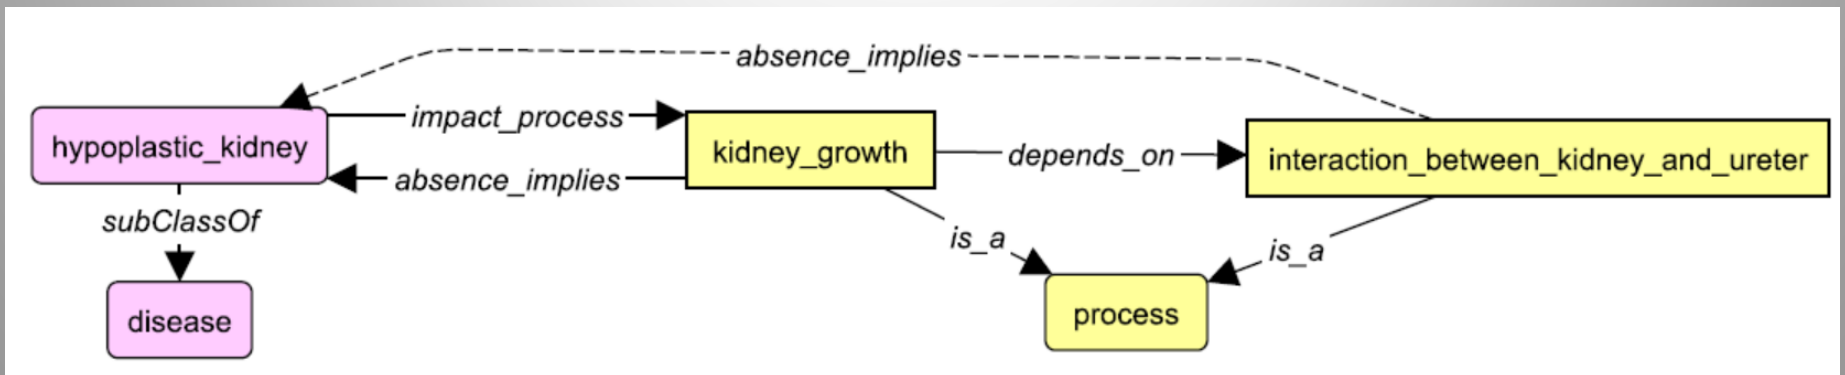 absence_implies
impact_process
hypoplastic_kidney
kidney_growth
depends_on
interaction_between_kidney_and_ureter
absence_implies
subClassOf
is_a
is_a
disease
process